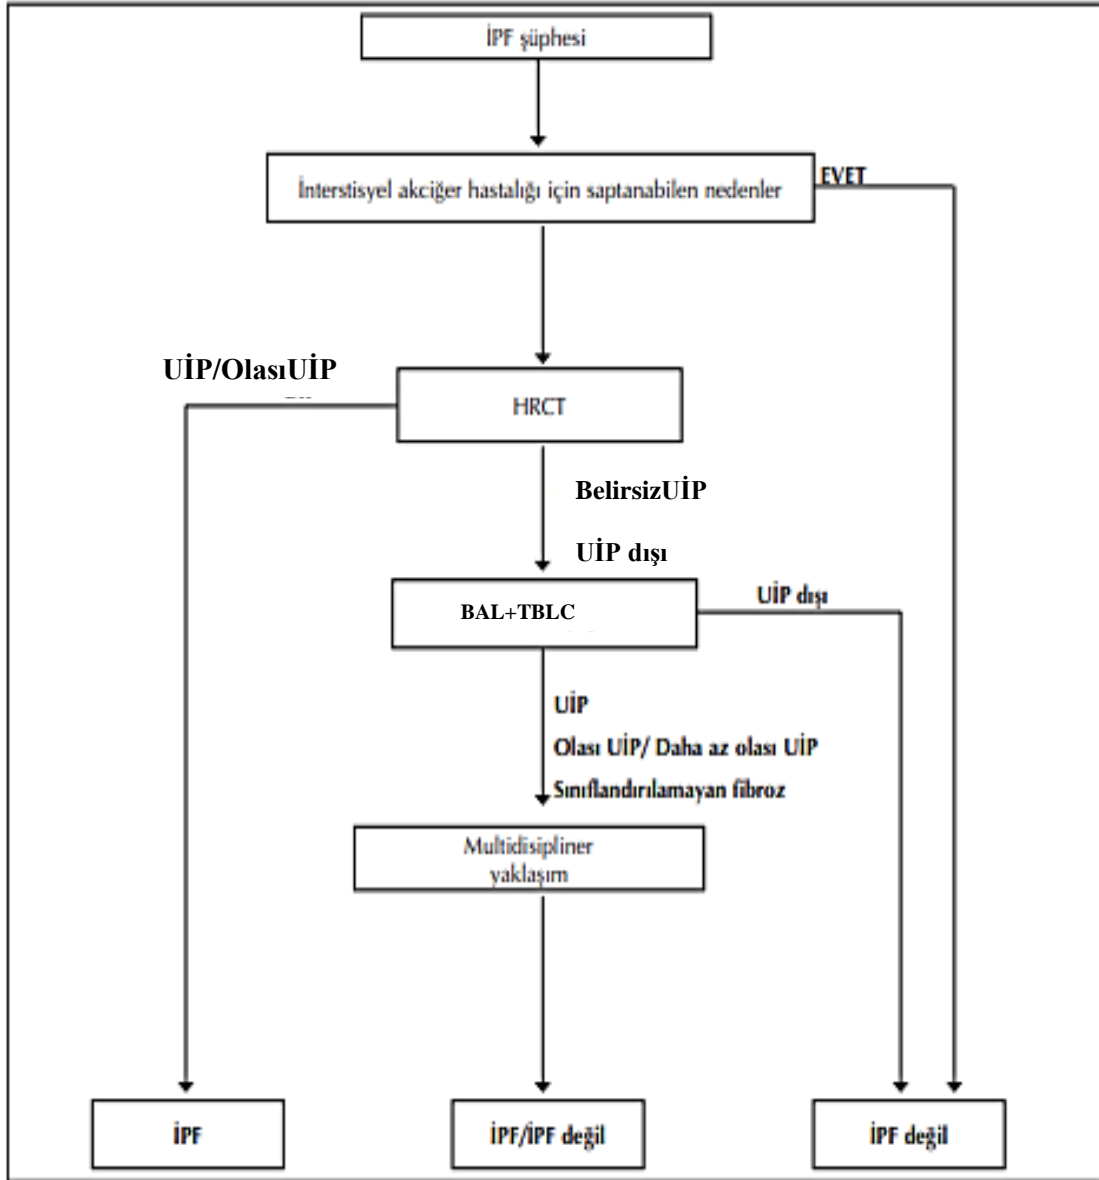 İPF şüphesi
İnterstisyel akciğer hastalığı için saptanabilen nedenler
EVET
UİP/OlasıUİP
HRCT
BelirsizUİP
UİP dışı
BAL+TBLC
UİP dışı
UİP
Olası UİP/ Daha az olası UİP
Sınıflandırılamayan fibroz
Multidisipliner
yaklaşım
İPF
İPF/İPF değil
İPF değil